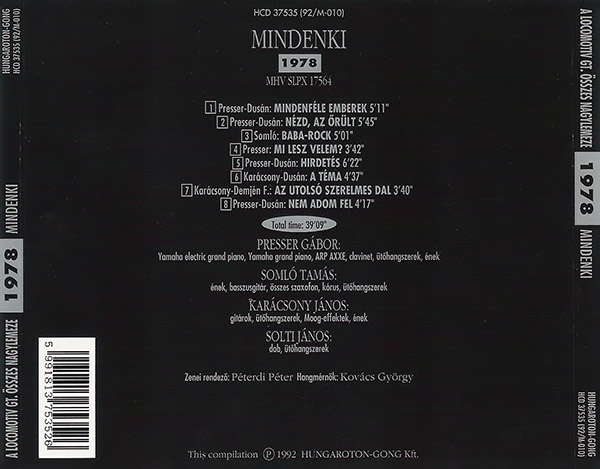 HCD 37535 (92/M-010)
MINDENKI
1978
MHV SLPX 17564
1 Presser-Dusán: MINDENFÉLE EMBEREK 5'11"
2 Presser-Dusán: NÉZD, AZ ŐRÜLT 5'45"
3 Somló: BABA-ROCK 5'01"
4 Presser: MI LESZ VELEM? 3'42"
5 Presser-Dusán: HIRDETÉS 6'22"
6 Karácsony-Dusán: A TÉMA 4'37"
7 Karácsony-Demjén F.: AZ UTOLSÓ SZERELMES DAL 3'40"
8 Presser-Dusán: NEM ADOM FEL 4'17"
Total time: 39'09"
PRESSER GÁBOR:
Yamaha electric grand piano, Yamaha grand piano, ARP AXXE, clavinet, ütőhangszerek, ének
SOMLÓ TAMÁS:
ének, basszusgitár, összes szaxofon, kórus, ütőhangszerek
KARÁCSONY JÁNOS:
gitárok, ütőhangszerek, Moog-effektek, ének
SOLTI JÁNOS:
dob, ütőhangszerek
Zenei rendező: Péterdi Péter Hangmérnök: Kovács György
This compilation Ⓟ 1992 HUNGAROTON-GONG Kft.
A LOCOMOTIV GT. ÖSSZES NAGYLEMEZE 1978 MINDENKI
HUNGAROTON-GONG
HCD 37535 (92/M-010)
A LOCOMOTIV GT. ÖSSZES NAGYLEMEZE 1978 MINDENKI
HUNGAROTON-GONG
HCD 37535 (92/M-010)
5 991813 753526